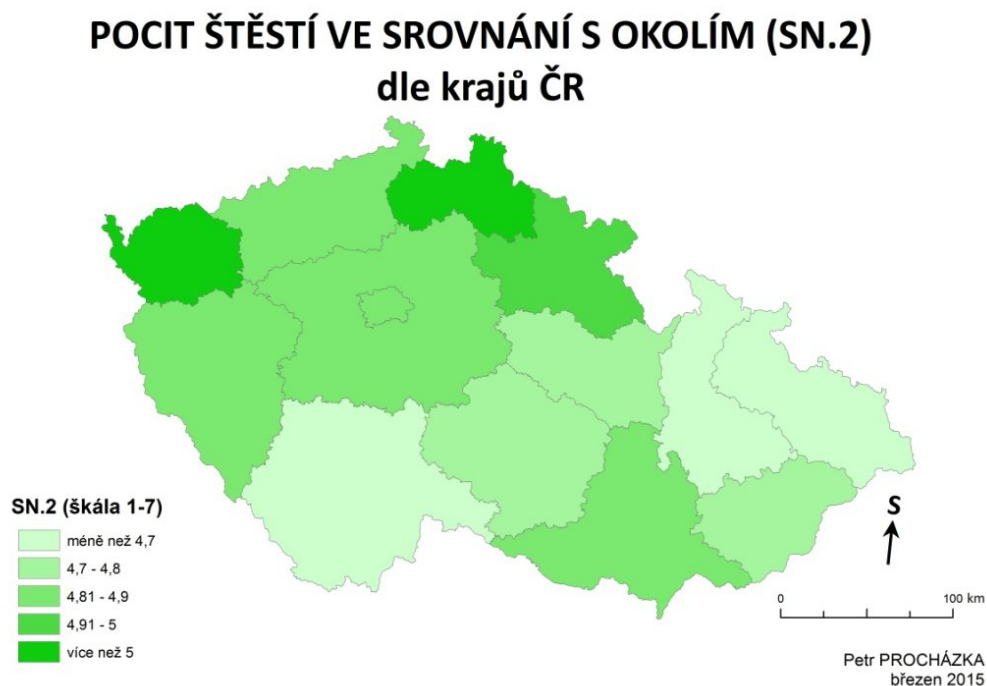 POCIT ŠTĚSTÍ VE SROVNÁNÍ S OKOLÍM (SN.2)
dle krajů ČR
SN.2 (škála 1-7)
méně než 4,7
4,7 - 4,8
4,81 - 4,9
4,91 - 5
více než 5
S
0 100 km
Petr PROCHÁZKA
březen 2015